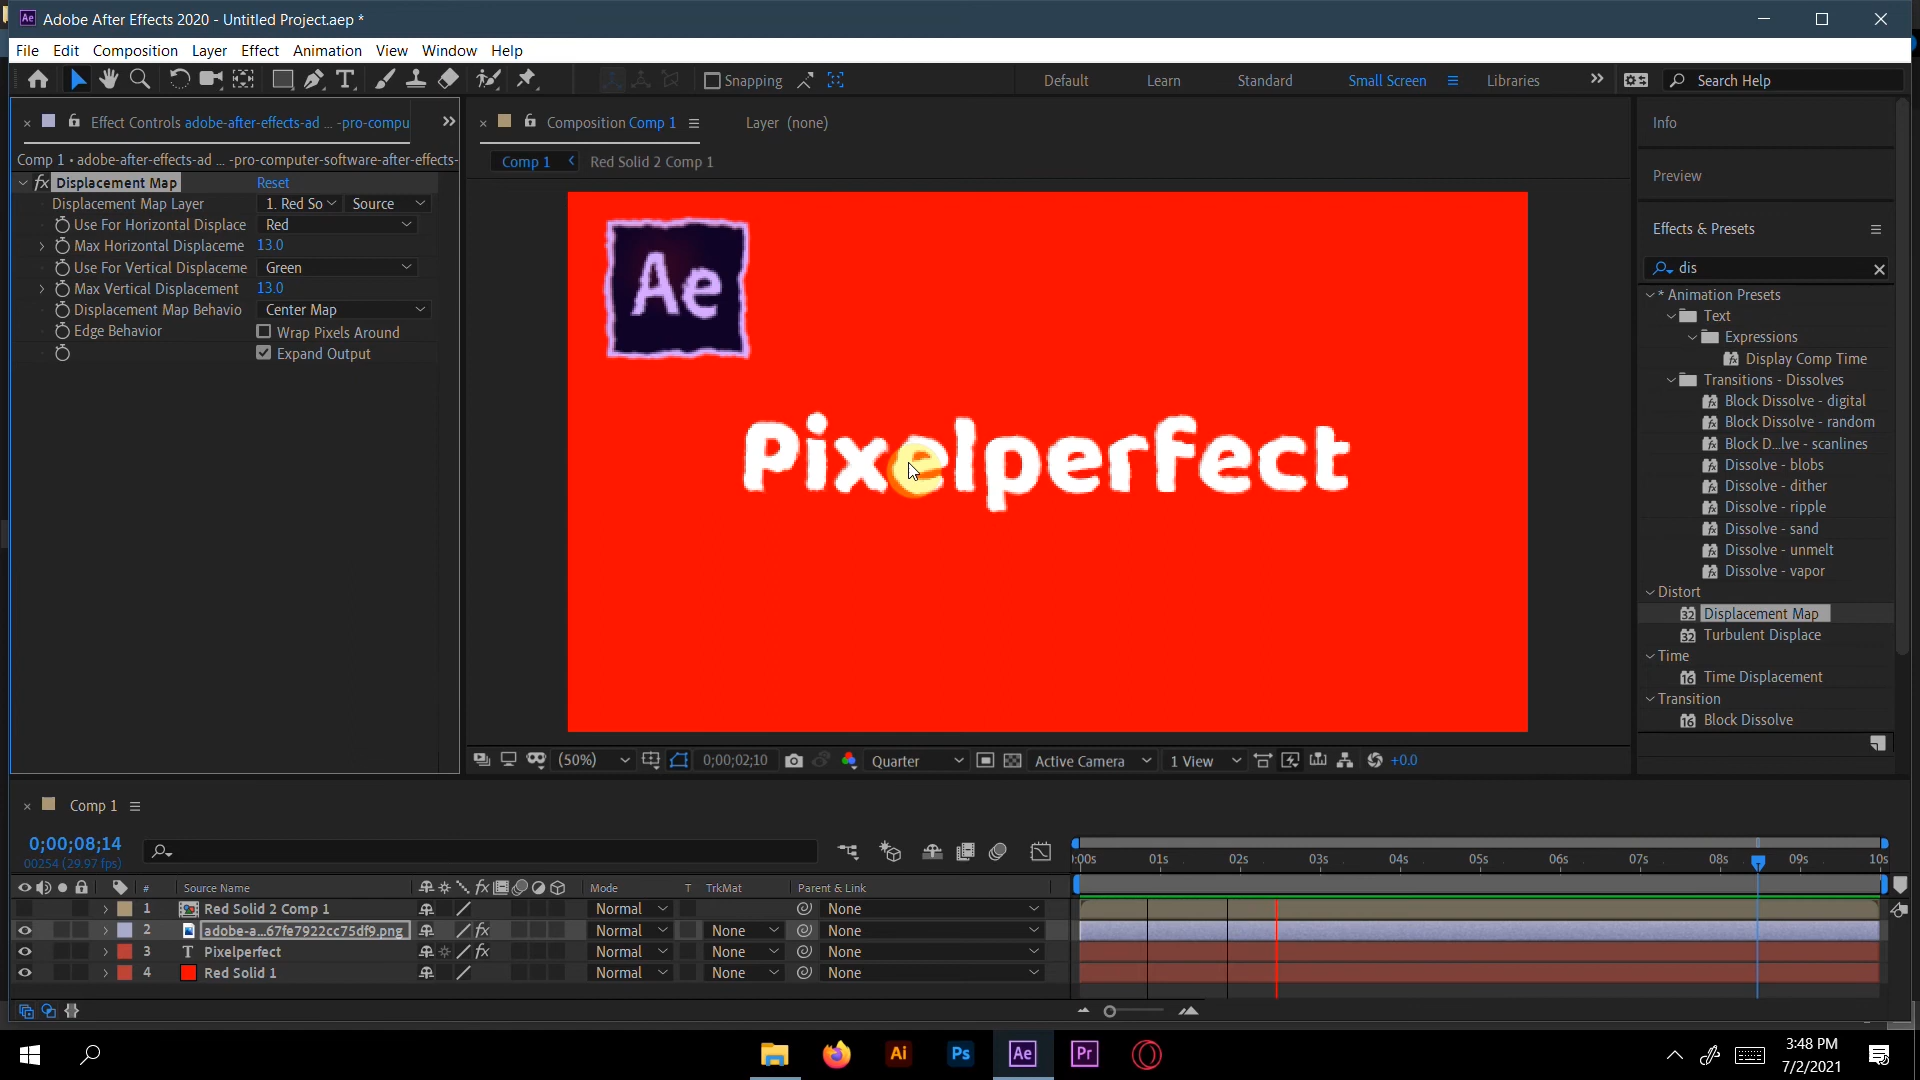 Adobe After Effects 2020 - Untitled Project.aep *
File Edit Composition Layer Effect Animation View Window Help
Snapping Default Learn Standard Small Screen Libraries Search Help
Effect Controls adobe-after-effects-ad ... -pro-compu
Comp 1 • adobe-after-effects-ad ... -pro-computer-software-after-effects-
fx Displacement Map Reset
Displacement Map Layer 1. Red So Source
Use For Horizontal Displace Red
Max Horizontal Displaceme 13.0
Use For Vertical Displaceme Green
Max Vertical Displacement 13.0
Displacement Map Behavio Center Map
Edge Behavior Wrap Pixels Around
Expand Output
Composition Comp 1 Layer (none)
Comp 1 Red Solid 2 Comp 1
Ae
Pixelperfect
(50%) 0;00;02;10 Quarter Active Camera 1 View +0.0
Info
Preview
Effects & Presets
dis
* Animation Presets
Text
Expressions
Display Comp Time
Transitions - Dissolves
Block Dissolve - digital
Block Dissolve - random
Block D...lve - scanlines
Dissolve - blobs
Dissolve - dither
Dissolve - ripple
Dissolve - sand
Dissolve - unmelt
Dissolve - vapor
Distort
32 Displacement Map
32 Turbulent Displace
Time
16 Time Displacement
Transition
16 Block Dissolve
Comp 1
0;00;08;14
00254 (29.97 fps)
:00s 01s 02s 03s 04s 05s 06s 07s 08s 09s 10s
# Source Name fx Mode T TrkMat Parent & Link
1 Red Solid 2 Comp 1 Normal None
2 adobe-a...67fe7922cc75df9.png fx Normal None None
3 T Pixelperfect fx Normal None None
4 Red Solid 1 Normal None None
Ai Ps Ae Pr
3:48 PM
7/2/2021